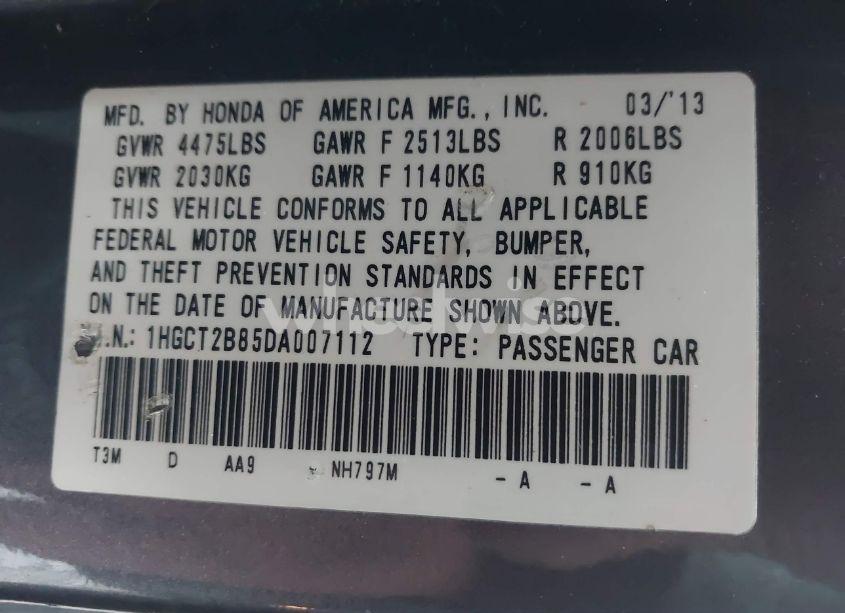 MFD. BY HONDA OF AMERICA MFG., INC. 03/'13
GVWR 4475LBS GAWR F 2513LBS R 2006LBS
GVWR 2030KG GAWR F 1140KG R 910KG
THIS VEHICLE CONFORMS TO ALL APPLICABLE
FEDERAL MOTOR VEHICLE SAFETY, BUMPER,
AND THEFT PREVENTION STANDARDS IN EFFECT
ON THE DATE OF MANUFACTURE SHOWN ABOVE.
.N.: 1HGCT2B85DA007112 TYPE: PASSENGER CAR
T3M D AA9 NH797M - A - A